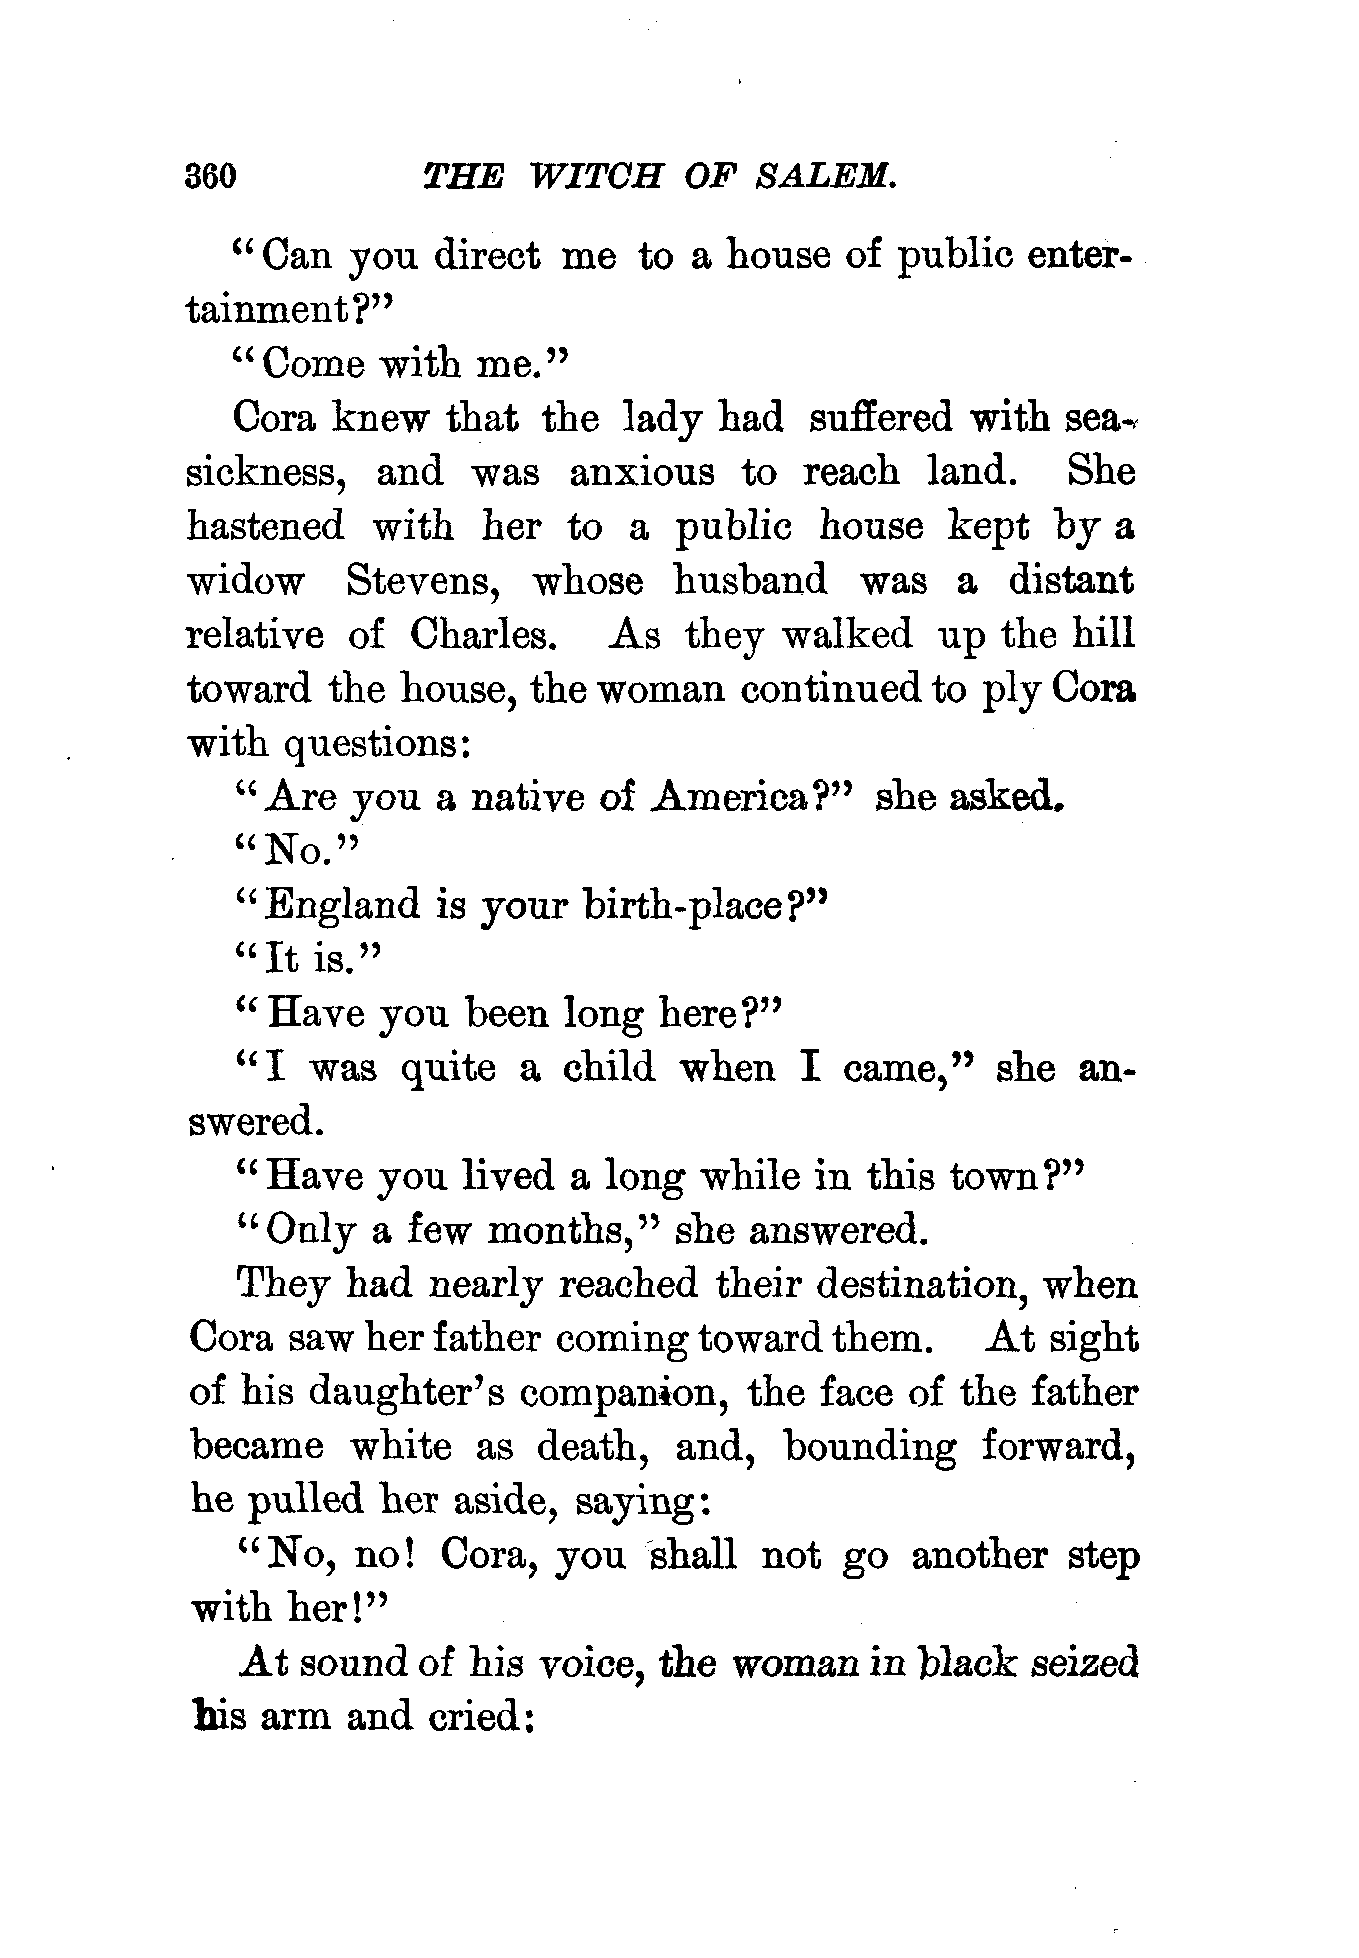 360 THE WITCH OF SALEM.
“Can you direct me to a house of public enter-
tainment?”
“Come with me.”
Cora knew that the lady had suffered with sea-
sickness, and was anxious to reach land. She
hastened with her to a public house kept by a
widow Stevens, whose husband was a distant
relative of Charles. As they walked up the hill
toward the house, the woman continued to ply Cora
with questions:
“Are you a native of America?” she asked.
“No.”
“England is your birth-place?”
“It is.”
“Have you been long here?”
“I was quite a child when I came,” she an-
swered.
“Have you lived a long while in this town?”
“Only a few months,” she answered.
They had nearly reached their destination, when
Cora saw her father coming toward them. At sight
of his daughter’s companion, the face of the father
became white as death, and, bounding forward,
he pulled her aside, saying:
“No, no! Cora, you shall not go another step
with her!”
At sound of his voice, the woman in black seized
his arm and cried: